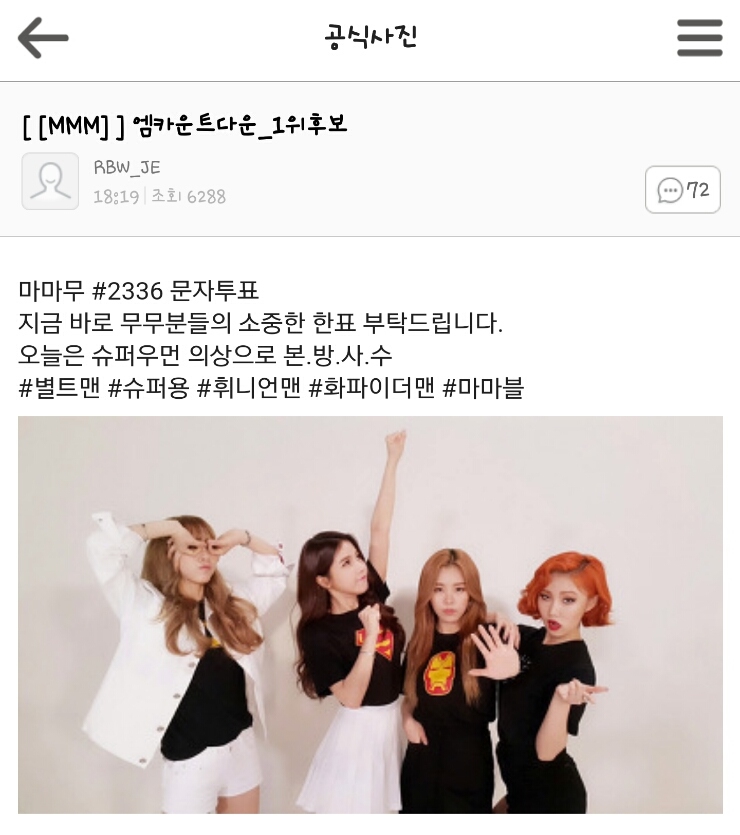 공식사진
[ [MMM] ] 엠카운트다운_1위후보
RBW_JE
18:19 조회 6288
72
마마무 #2336 문자투표
지금 바로 무무분들의 소중한 한표 부탁드립니다.
오늘은 슈퍼우먼 의상으로 본.방.사.수
#별트맨 #슈퍼용 #휘니언맨 #화파이더맨 #마마블